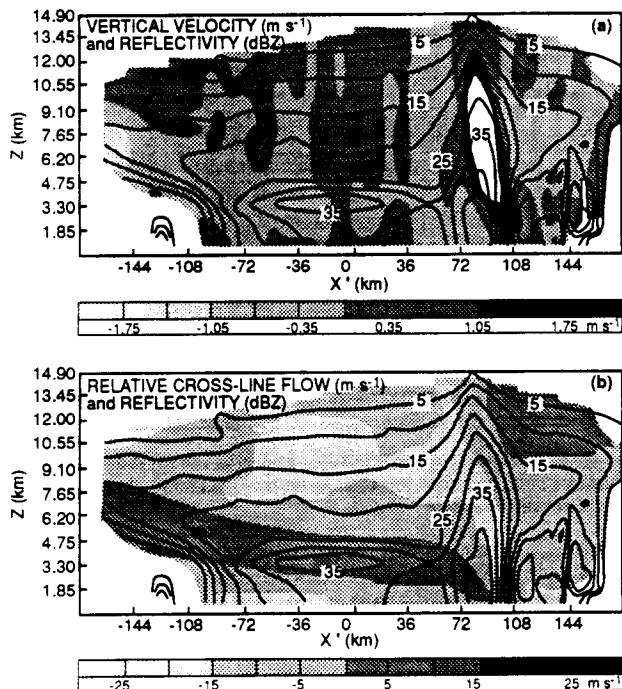 VERTICAL VELOCITY (m s⁻¹)
and REFLECTIVITY (dBZ)
(a)
14.90
13.45
12.00
10.55
9.10
7.65
6.20
4.75
3.30
1.85
Z (km)
5
5
15
15
25
35
35
-144 -108 -72 -36 0 36 72 108 144
X ' (km)
-1.75 -1.05 -0.35 0.35 1.05 1.75 m s⁻¹
RELATIVE CROSS-LINE FLOW (m s⁻¹)
and REFLECTIVITY (dBZ)
(b)
14.90
13.45
12.00
10.55
9.10
7.65
6.20
4.75
3.30
1.85
Z (km)
5
5
15
15
25
35
35
-144 -108 -72 -36 0 36 72 108 144
X ' (km)
-25 -15 -5 5 15 25 m s⁻¹